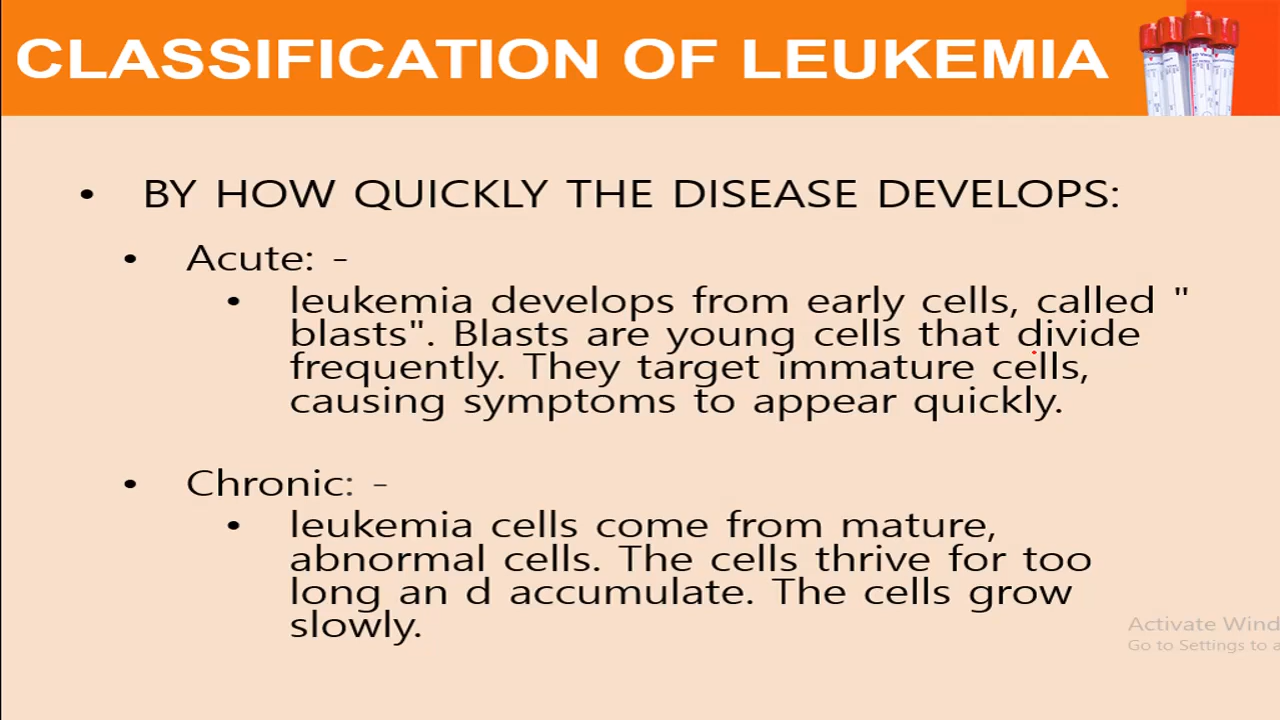 CLASSIFICATION OF LEUKEMIA
• BY HOW QUICKLY THE DISEASE DEVELOPS:
• Acute: -
• leukemia develops from early cells, called "
blasts". Blasts are young cells that divide
frequently. They target immature cells,
causing symptoms to appear quickly.
• Chronic: -
• leukemia cells come from mature,
abnormal cells. The cells thrive for too
long an d accumulate. The cells grow
slowly.
Activate Wind
Go to Settings to a